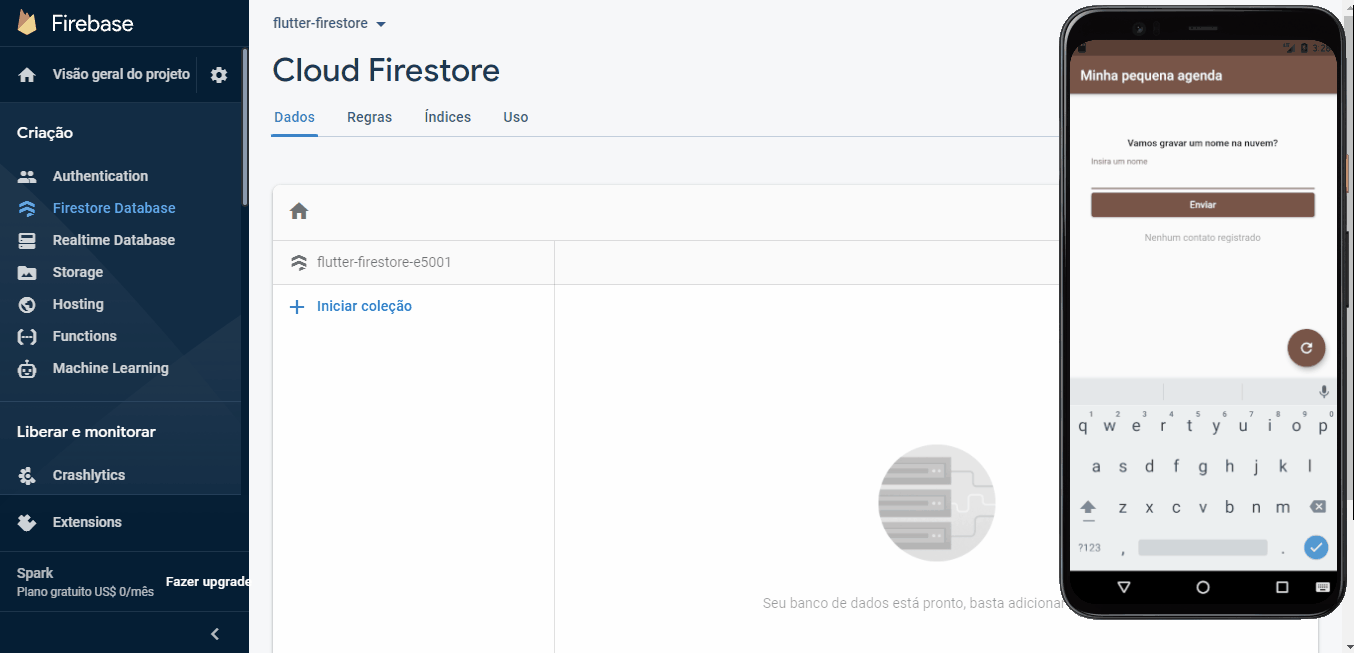 Firebase
Visão geral do projeto
Criação
Authentication
Firestore Database
Realtime Database
Storage
Hosting
Functions
Machine Learning
Liberar e monitorar
Crashlytics
Extensions
Spark
Plano gratuito US$ 0/mês
Fazer upgrade
flutter-firestore
Cloud Firestore
Dados Regras Índices Uso
flutter-firestore-e5001
Iniciar coleção
Seu banco de dados está pronto, basta adicionar
Minha pequena agenda
Vamos gravar um nome na nuvem?
Insira um nome
Enviar
Nenhum contato registrado
1 2 3 4 5 6 7 8 9 0
q w e r t y u i o p
a s d f g h j k l
z x c v b n m
?123 , .